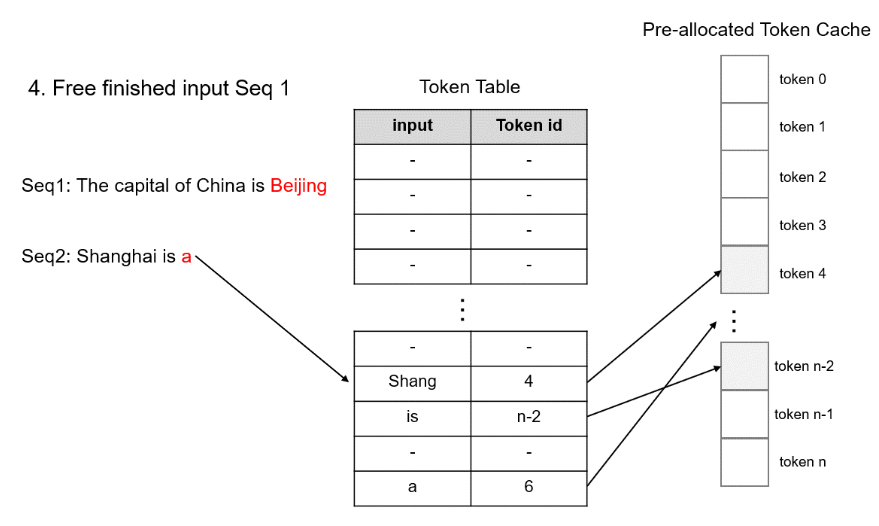 Pre-allocated Token Cache
4. Free finished input Seq 1
Token Table
input Token id
- -
- -
- -
- -
⋮
- -
Shang 4
is n-2
- -
a 6
Seq1: The capital of China is Beijing
Seq2: Shanghai is a
token 0
token 1
token 2
token 3
token 4
⋮
token n-2
token n-1
token n